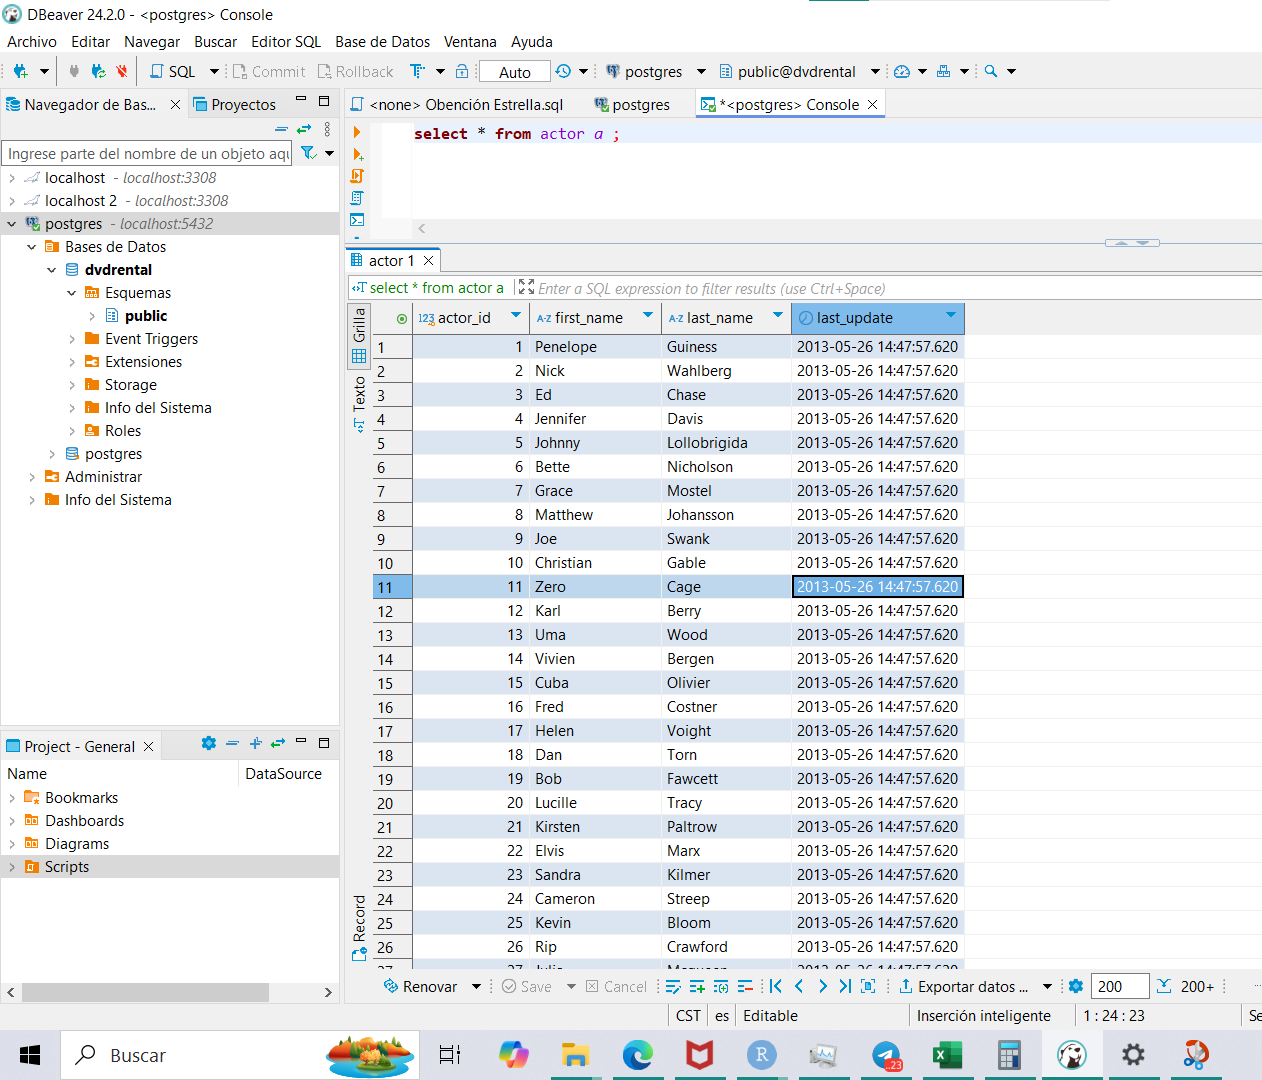 DBeaver 24.2.0 - <postgres> Console
Archivo Editar Navegar Buscar Editor SQL Base de Datos Ventana Ayuda
SQL Commit Rollback Auto postgres public@dvdrental
Navegador de Bas... Proyectos
<none> Obención Estrella.sql postgres *<postgres> Console
Ingrese parte del nombre de un objeto aqu
localhost - localhost:3308
localhost 2 - localhost:3308
postgres - localhost:5432
Bases de Datos
dvdrental
Esquemas
public
Event Triggers
Extensiones
Storage
Info del Sistema
Roles
postgres
Administrar
Info del Sistema
Project - General
Name DataSource
Bookmarks
Dashboards
Diagrams
Scripts
select * from actor a ;
actor 1
select * from actor a Enter a SQL expression to filter results (use Ctrl+Space)
Grilla
Texto
Record
123 actor_id A-Z first_name A-Z last_name last_update
1 1 Penelope Guiness 2013-05-26 14:47:57.620
2 2 Nick Wahlberg 2013-05-26 14:47:57.620
3 3 Ed Chase 2013-05-26 14:47:57.620
4 4 Jennifer Davis 2013-05-26 14:47:57.620
5 5 Johnny Lollobrigida 2013-05-26 14:47:57.620
6 6 Bette Nicholson 2013-05-26 14:47:57.620
7 7 Grace Mostel 2013-05-26 14:47:57.620
8 8 Matthew Johansson 2013-05-26 14:47:57.620
9 9 Joe Swank 2013-05-26 14:47:57.620
10 10 Christian Gable 2013-05-26 14:47:57.620
11 11 Zero Cage 2013-05-26 14:47:57.620
12 12 Karl Berry 2013-05-26 14:47:57.620
13 13 Uma Wood 2013-05-26 14:47:57.620
14 14 Vivien Bergen 2013-05-26 14:47:57.620
15 15 Cuba Olivier 2013-05-26 14:47:57.620
16 16 Fred Costner 2013-05-26 14:47:57.620
17 17 Helen Voight 2013-05-26 14:47:57.620
18 18 Dan Torn 2013-05-26 14:47:57.620
19 19 Bob Fawcett 2013-05-26 14:47:57.620
20 20 Lucille Tracy 2013-05-26 14:47:57.620
21 21 Kirsten Paltrow 2013-05-26 14:47:57.620
22 22 Elvis Marx 2013-05-26 14:47:57.620
23 23 Sandra Kilmer 2013-05-26 14:47:57.620
24 24 Cameron Streep 2013-05-26 14:47:57.620
25 25 Kevin Bloom 2013-05-26 14:47:57.620
26 26 Rip Crawford 2013-05-26 14:47:57.620
Renovar Save Cancel Exportar datos ... 200 200+
CST es Editable Inserción inteligente 1 : 24 : 23 Se
Buscar
R
23